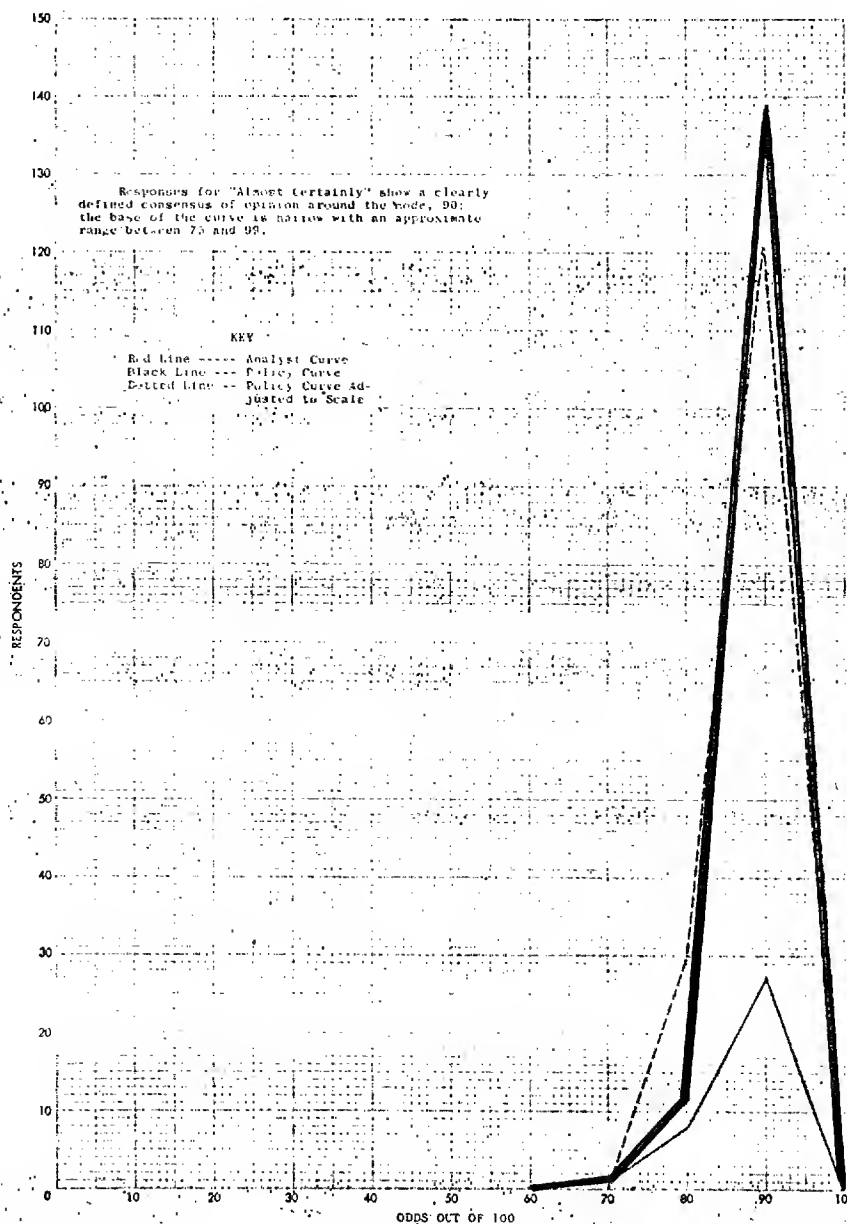 150
140
130
Responses for "Almost Certainly" show a clearly
defined consensus of opinion around the mode, 90;
the base of the curve is narrow with an approximate
range between 75 and 99.
120
110
KEY
Red Line ----- Analyst Curve
Black Line --- Policy Curve
Dotted Line -- Policy Curve Ad-
justed to Scale
100
90
80
RESPONDENTS
70
60
50
40
30
20
10
0
10 20 30 40 50 60 70 80 90 100
ODDS OUT OF 100